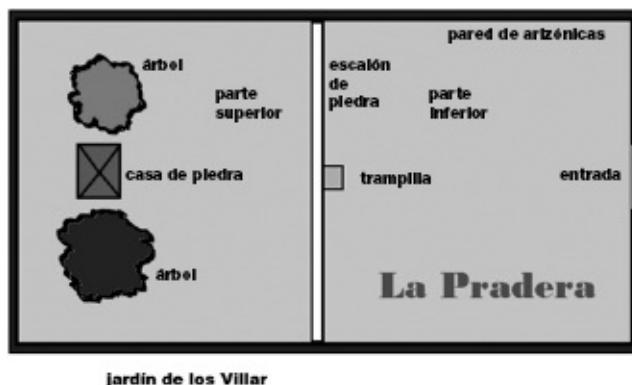 pared de arizónicas
árbol
escalón
de
piedra
parte
superior
parte
inferior
casa de piedra
trampilla
entrada
árbol
La Pradera
jardín de los Villar